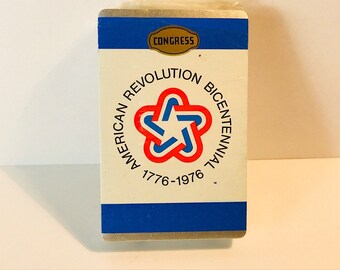 CONGRESS
AMERICAN REVOLUTION BICENTENNIAL
1776-1976